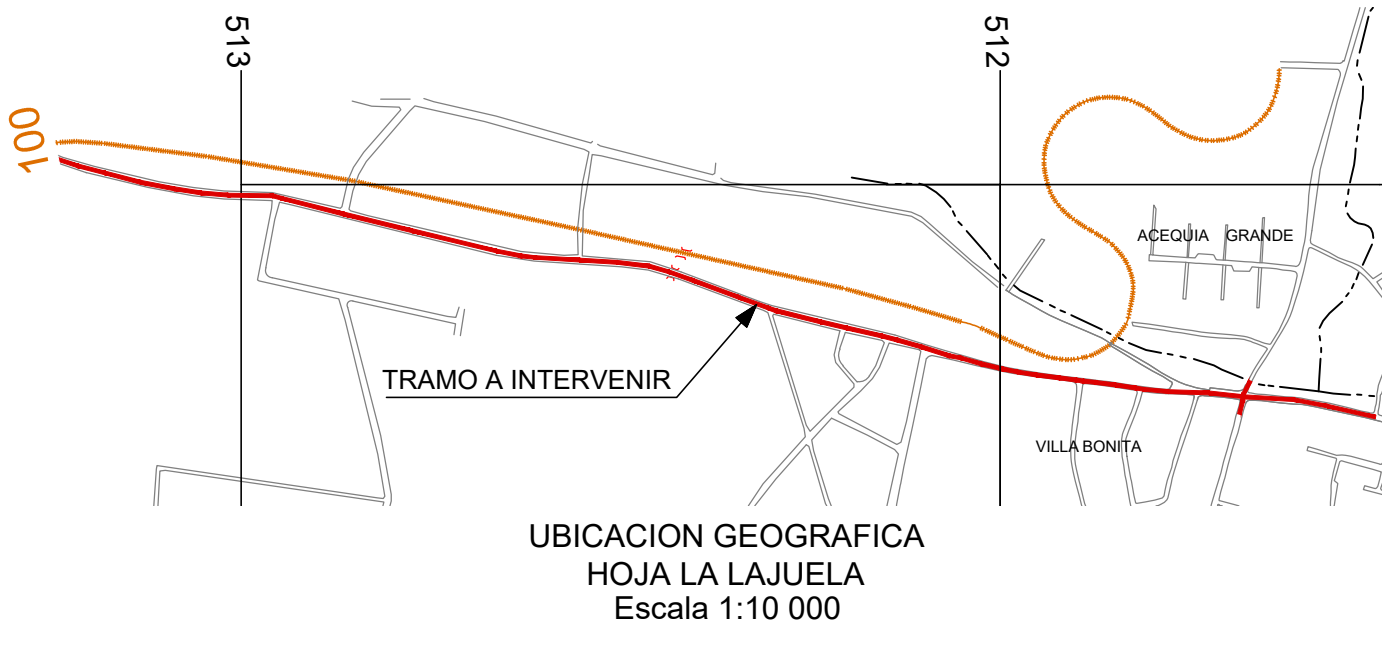 513
512
100
ACEQUIA GRANDE
TRAMO A INTERVENIR
VILLA BONITA
UBICACION GEOGRAFICA
HOJA LA LAJUELA
Escala 1:10 000